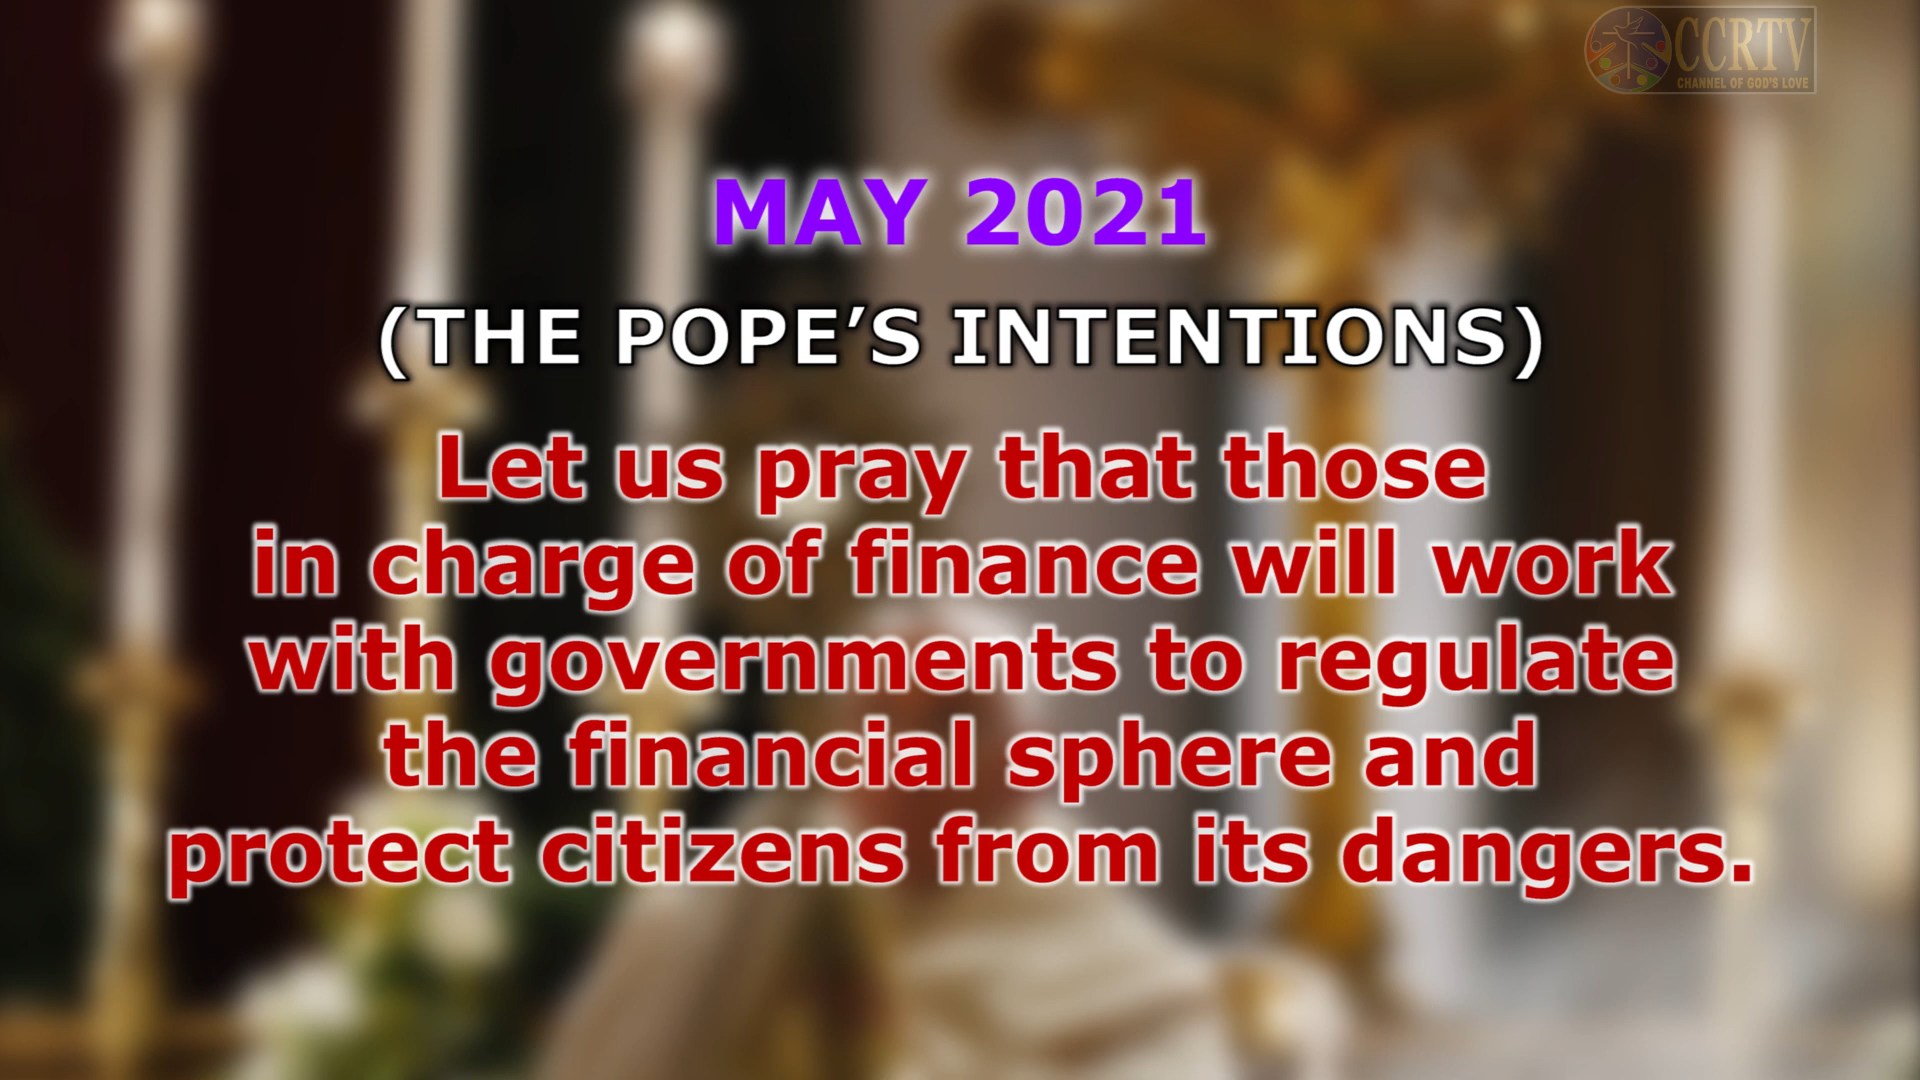 CCRTV
CHANNEL OF GOD'S LOVE
MAY 2021
(THE POPE’S INTENTIONS)
Let us pray that those
in charge of finance will work
with governments to regulate
the financial sphere and
protect citizens from its dangers.